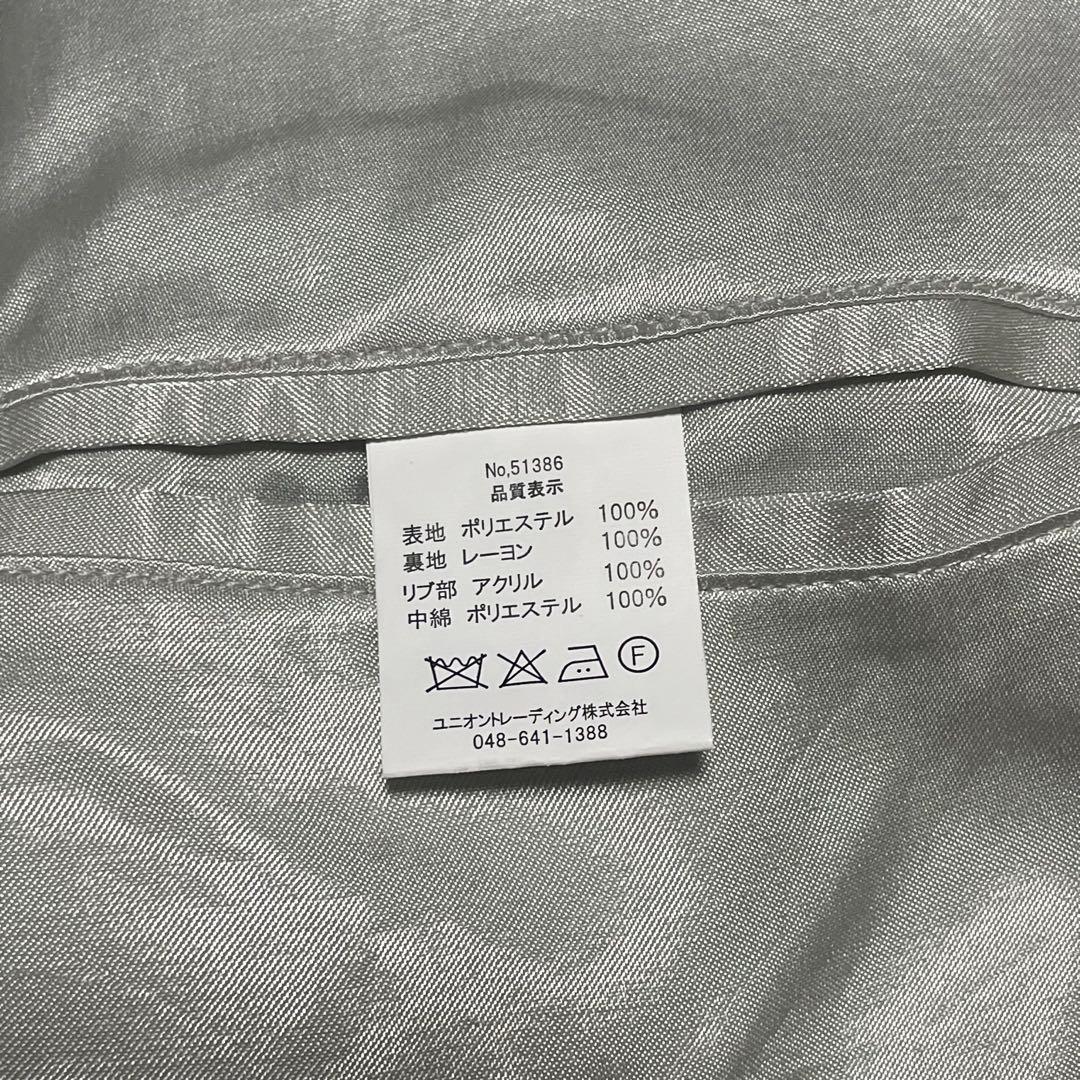 No,51386
品質表示
表地 ポリエステル 100%
裏地 レーヨン 100%
リブ部 アクリル 100%
中綿 ポリエステル 100%
F
ユニオントレーディング株式会社
048-641-1388